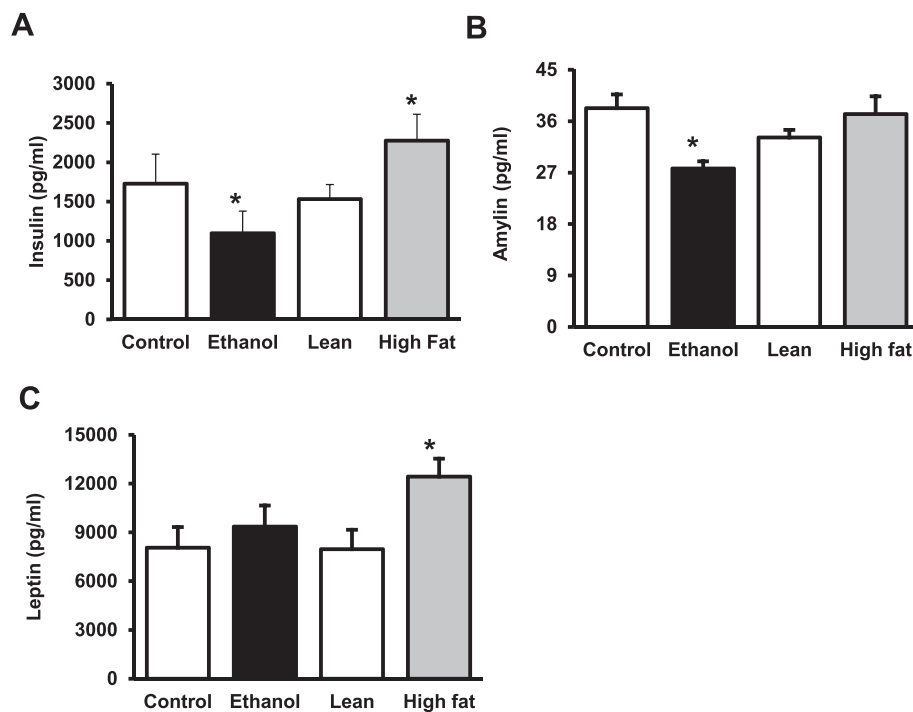 A
Insulin (pg/ml)
3000
2500
2000
1500
1000
500
0
*
*
Control Ethanol Lean High Fat
B
Amylin (pg/ml)
45
36
27
18
9
0
*
Control Ethanol Lean High fat
C
Leptin (pg/ml)
15000
12000
9000
6000
3000
0
*
Control Ethanol Lean High fat